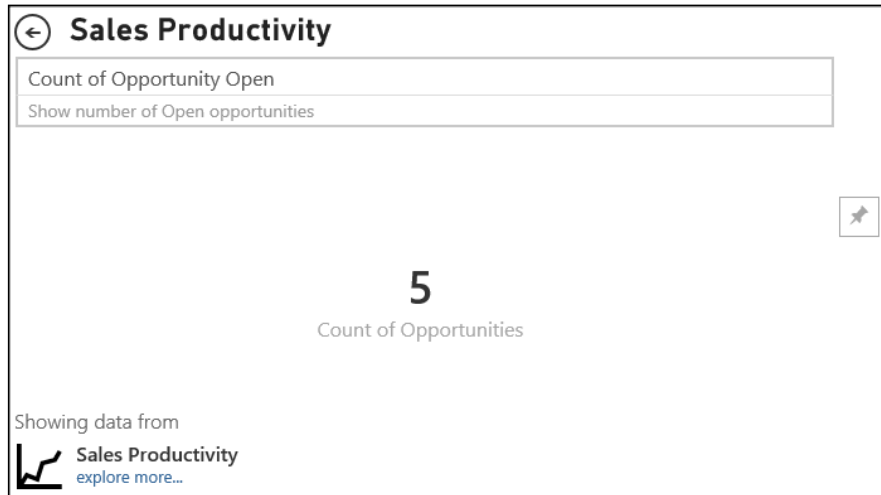 Sales Productivity
Count of Opportunity Open
Show number of Open opportunities
5
Count of Opportunities
Showing data from
Sales Productivity
explore more...